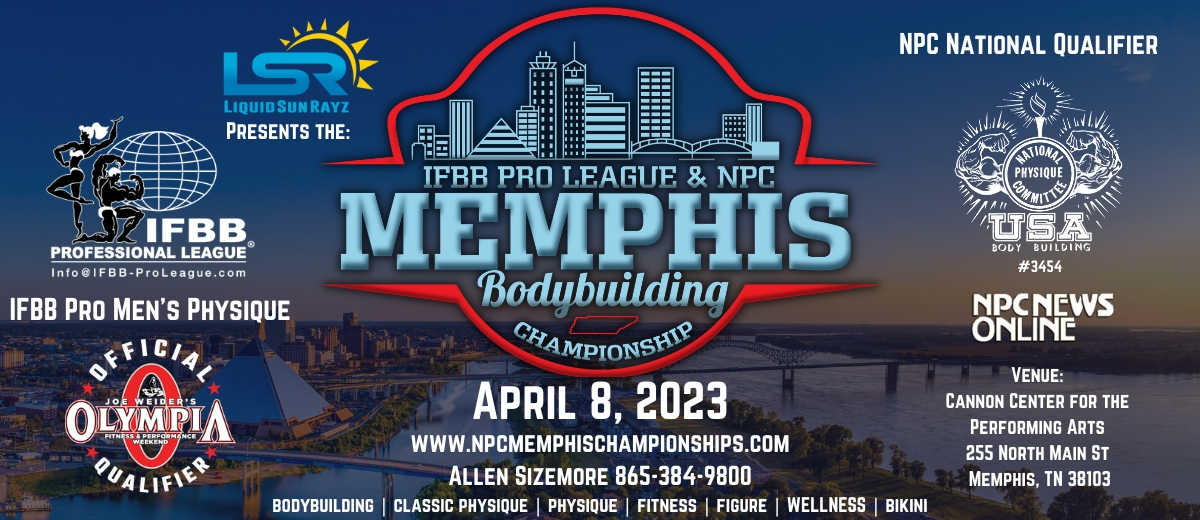 LSR
LIQUIDSUNRAYZ
PRESENTS THE:
IFBB
PROFESSIONAL LEAGUE®
Info@IFBB-ProLeague.com
IFBB PRO MEN'S PHYSIQUE
OFFICIAL
JOE WEIDER'S
OLYMPIA
FITNESS & PERFORMANCE
WEEKEND
QUALIFIER
IFBB PRO LEAGUE & NPC
MEMPHIS
Bodybuilding
CHAMPIONSHIP
APRIL 8, 2023
WWW.NPCMEMPHISCHAMPIONSHIPS.COM
ALLEN SIZEMORE 865-384-9800
BODYBUILDING | CLASSIC PHYSIQUE | PHYSIQUE | FITNESS | FIGURE | WELLNESS | BIKINI
NPC NATIONAL QUALIFIER
NATIONAL
PHYSIQUE
COMMITTEE
USA
BODY BUILDING
#3454
NPC NEWS
ONLINE
VENUE:
CANNON CENTER FOR THE
PERFORMING ARTS
255 NORTH MAIN ST
MEMPHIS, TN 38103